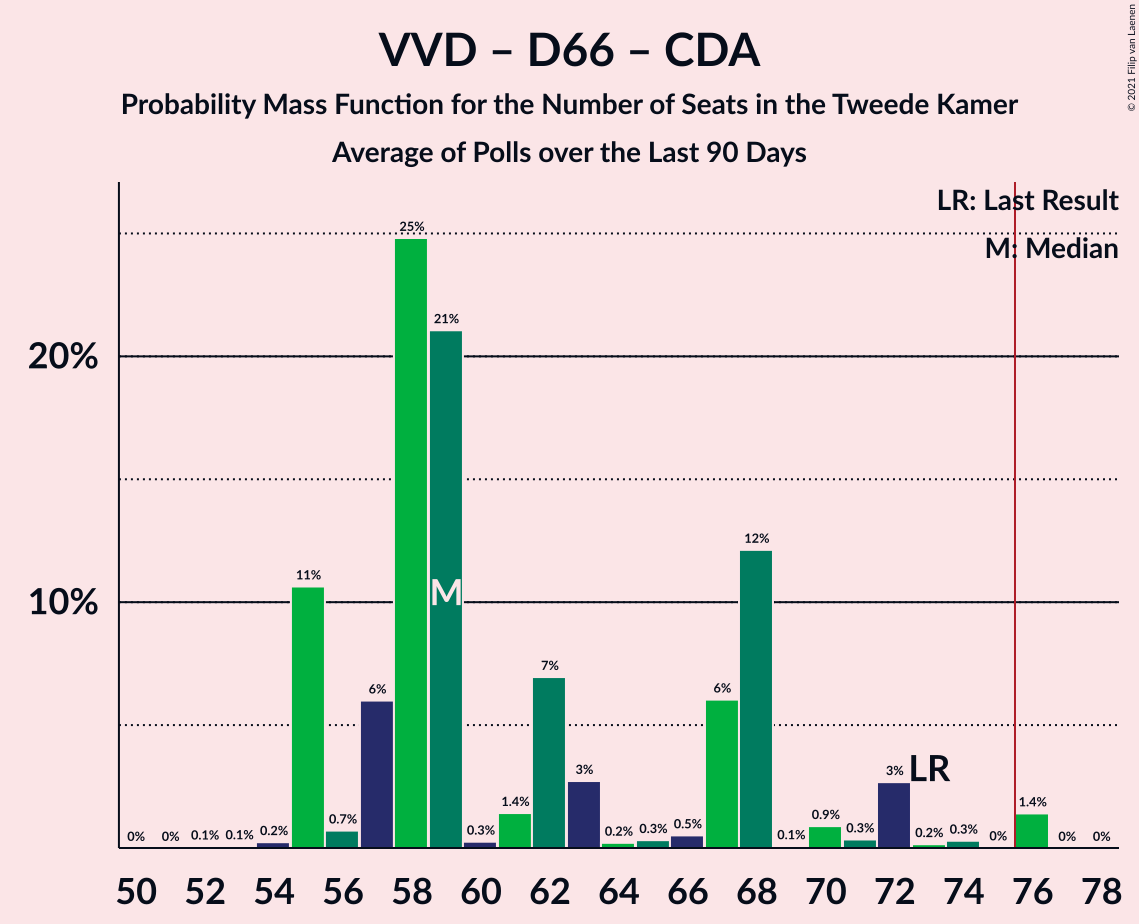 VVD – D66 – CDA
Probability Mass Function for the Number of Seats in the Tweede Kamer
Average of Polls over the Last 90 Days
© 2021 Filip van Laenen
LR: Last Result
M: Median
20%
10%
0% 0% 0.1% 0.1% 0.2% 11% 0.7% 6% 25% 21% 0.3% 1.4% 7% 3% 0.2% 0.3% 0.5% 6% 12% 0.1% 0.9% 0.3% 3% 0.2% 0.3% 0% 1.4% 0% 0%
M
LR
50 52 54 56 58 60 62 64 66 68 70 72 74 76 78